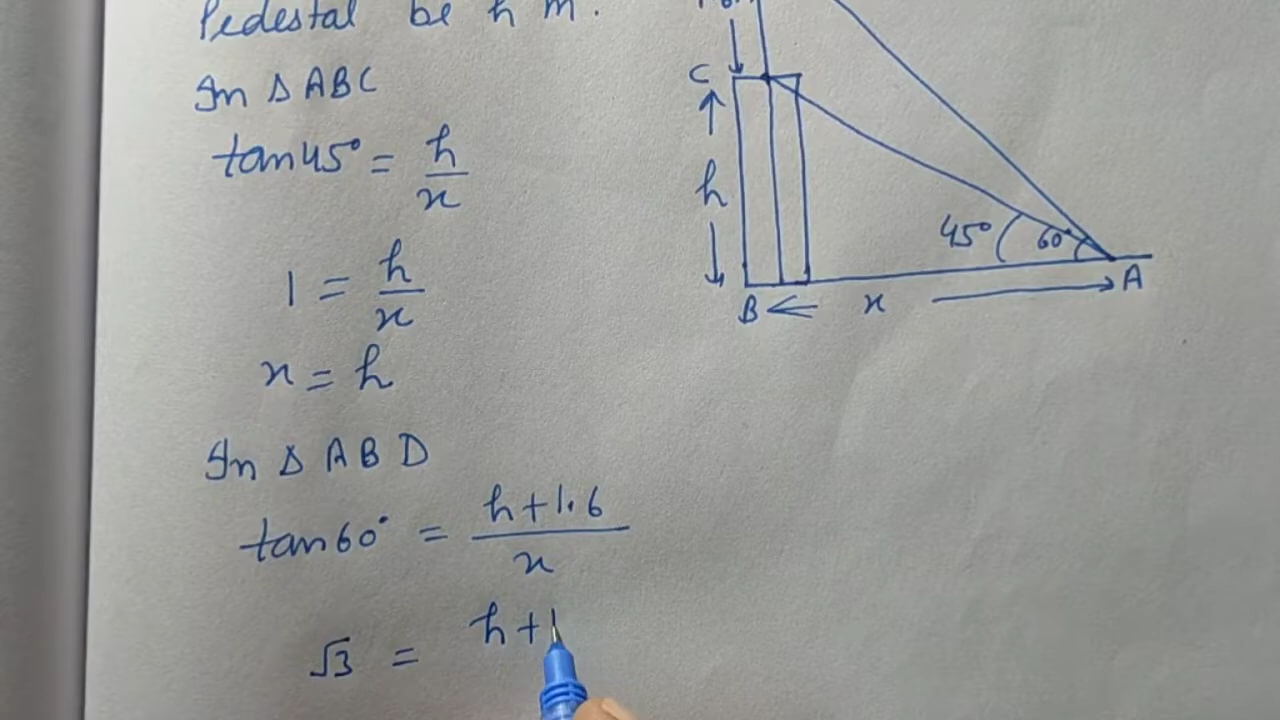 Pedestal be h m.
In Δ ABC
tan45° = h/x
1 = h/x
x = h
In Δ ABD
tan60° = h+1.6/x
√3 = h+1
C
h
45°
60°
B
x
A